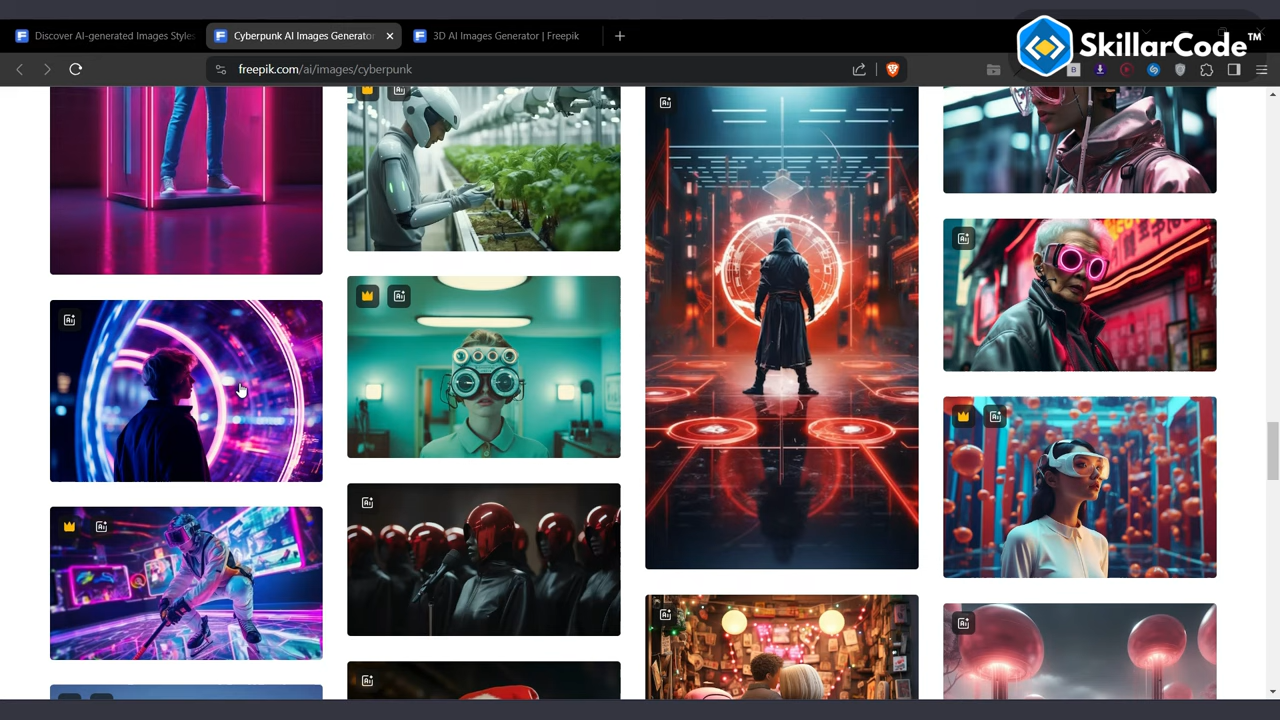 Discover AI-generated Images Styles
Cyberpunk AI Images Generator
3D AI Images Generator | Freepik
SkillarCode™
freepik.com/ai/images/cyberpunk